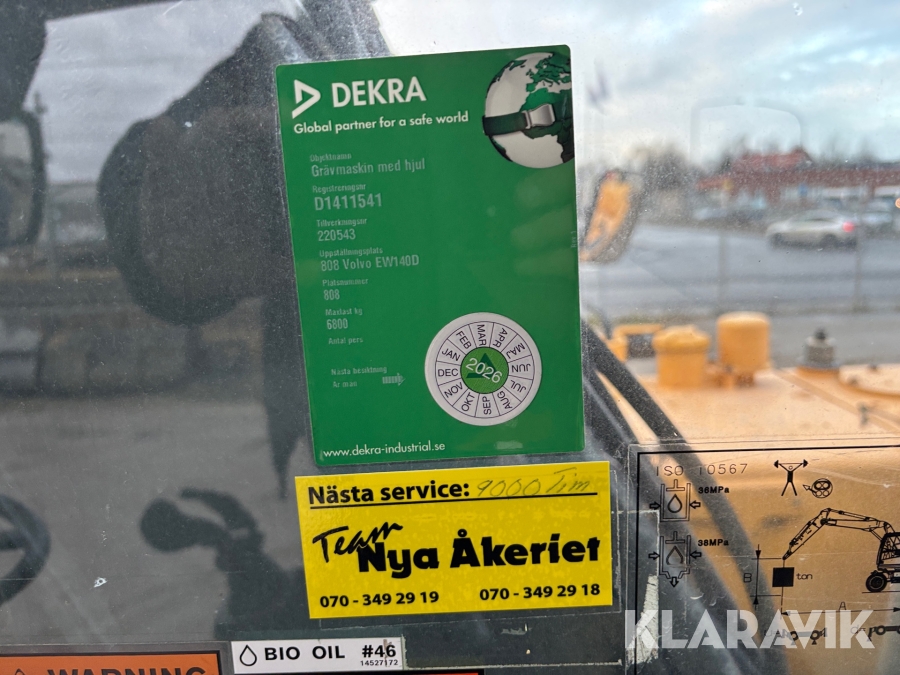 DEKRA
Global partner for a safe world
Objektnamn
Grävmaskin med hjul
Registreringsnr
D1411541
Tillverkningsnr
220543
Uppställningsplats
808 Volvo EW140D
Platsnummer
808
Maxlast kg
6800
Antal pers
Nästa besiktning
År mån
JAN FEB MAR APR MAJ JUN JUL AUG SEP OKT NOV DEC
2026
www.dekra-industrial.se
Nästa service: 9000 Tim
Team
Nya Åkeriet
070 - 349 29 19 070 - 349 29 18
BIO OIL #46
14527172
WARNING
ISO 10567
36MPa
38MPa
B
ton
A
KLARAVIK